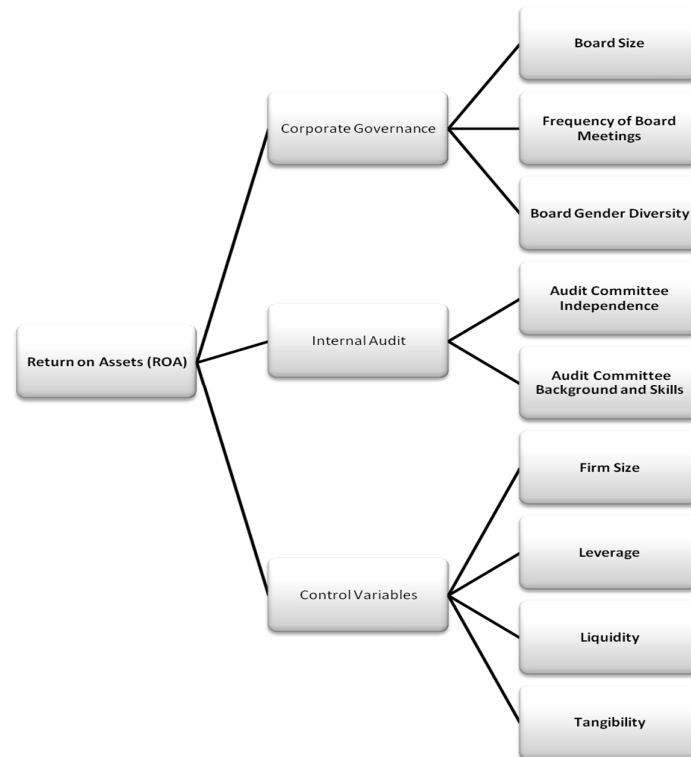 Board Size
Corporate Governance
Frequency of Board
Meetings
Board Gender Diversity
Audit Committee
Independence
Internal Audit
Return on Assets (ROA)
Audit Committee
Background and Skills
Firm Size
Leverage
Control Variables
Liquidity
Tangibility